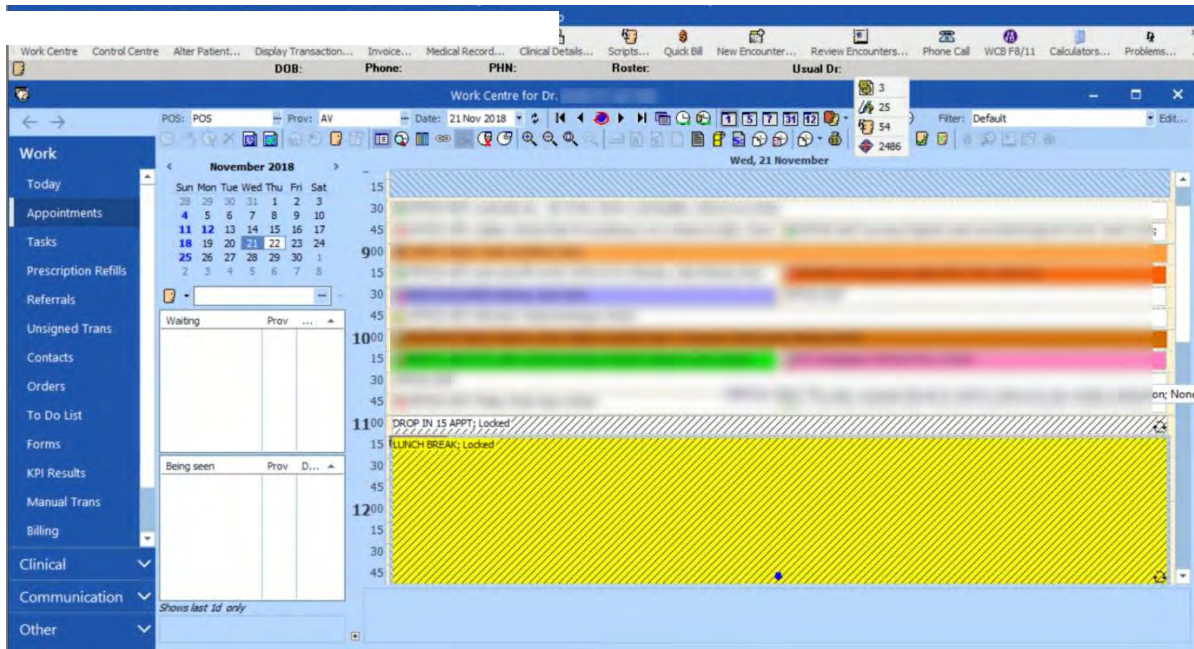 Work Centre Control Centre Alter Patient... Display Transaction... Invoice... Medical Record... Clinical Details... Scripts... Quick Bill New Encounter... Review Encounters... Phone Call WCB F8/11 Calculators... Problems...
DOB: Phone: PHN: Roster: Usual Dr:
Work Centre for Dr.
3
25
54
2486
POS: POS Prov: AV Date: 21 Nov 2018 1 5 7 31 12 Filter: Default Edit...
Wed, 21 November
Work
Today
Appointments
Tasks
Prescription Refills
Referrals
Unsigned Trans
Contacts
Orders
To Do List
Forms
KPI Results
Manual Trans
Billing
Clinical
Communication
Other
November 2018
Sun Mon Tue Wed Thu Fri Sat
28 29 30 31 1 2 3
4 5 6 7 8 9 10
11 12 13 14 15 16 17
18 19 20 21 22 23 24
25 26 27 28 29 30 1
2 3 4 5 6 7 8
Waiting Prov ...
Being seen Prov D...
Shows last 1d only
15
30
45
900
15
30
45
1000
15
30
45 on; None
1100 DROP IN 15 APPT; Locked
15 LUNCH BREAK; Locked
30
45
1200
15
30
45